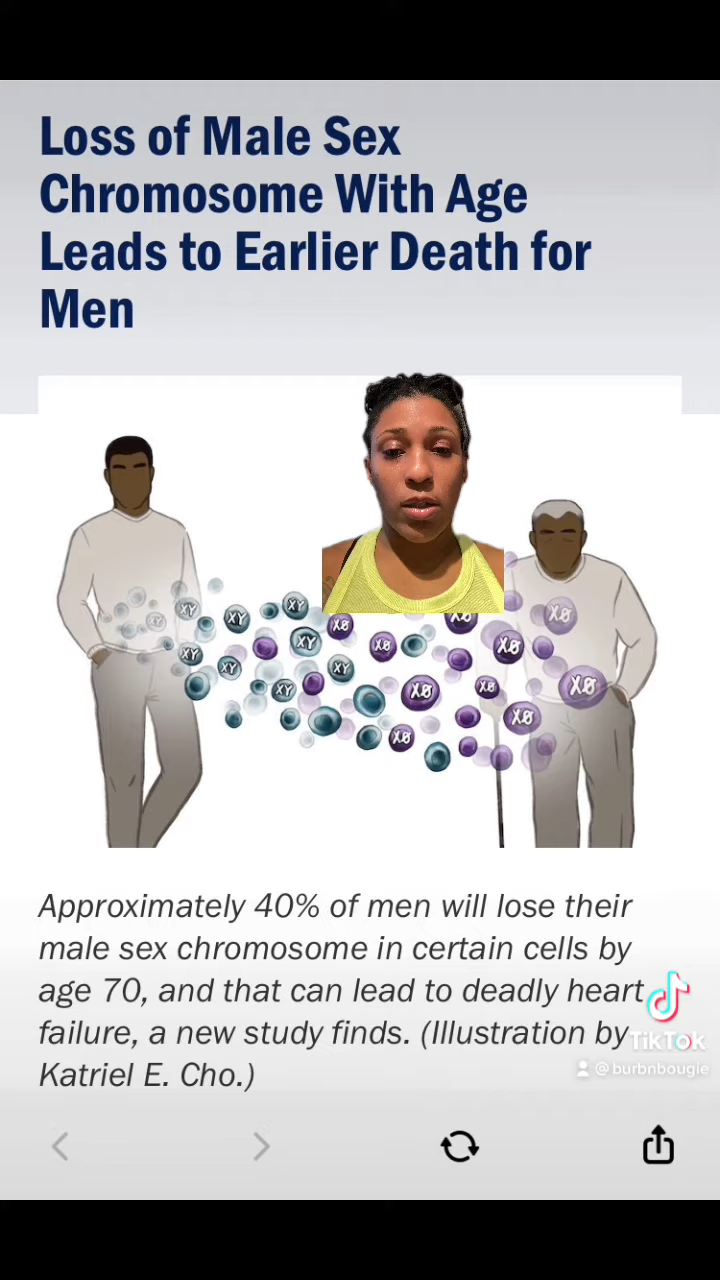 Loss of Male Sex
Chromosome With Age
Leads to Earlier Death for
Men
XY
XY
XY
XY
XY
XY
XY
XY
XØ
XØ
XØ
XØ
XØ
XØ
XØ
XØ
XØ
XØ
Approximately 40% of men will lose their
male sex chromosome in certain cells by
age 70, and that can lead to deadly heart
failure, a new study finds. (Illustration by
Katriel E. Cho.)
TikTok
@burbnbougie